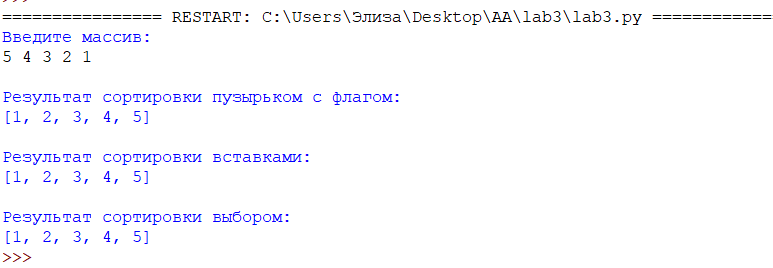 >>>
================ RESTART: C:\Users\Элиза\Desktop\AA\lab3\lab3.py ============
Введите массив:
5 4 3 2 1
Результат сортировки пузырьком с флагом:
[1, 2, 3, 4, 5]
Результат сортировки вставками:
[1, 2, 3, 4, 5]
Результат сортировки выбором:
[1, 2, 3, 4, 5]
>>>